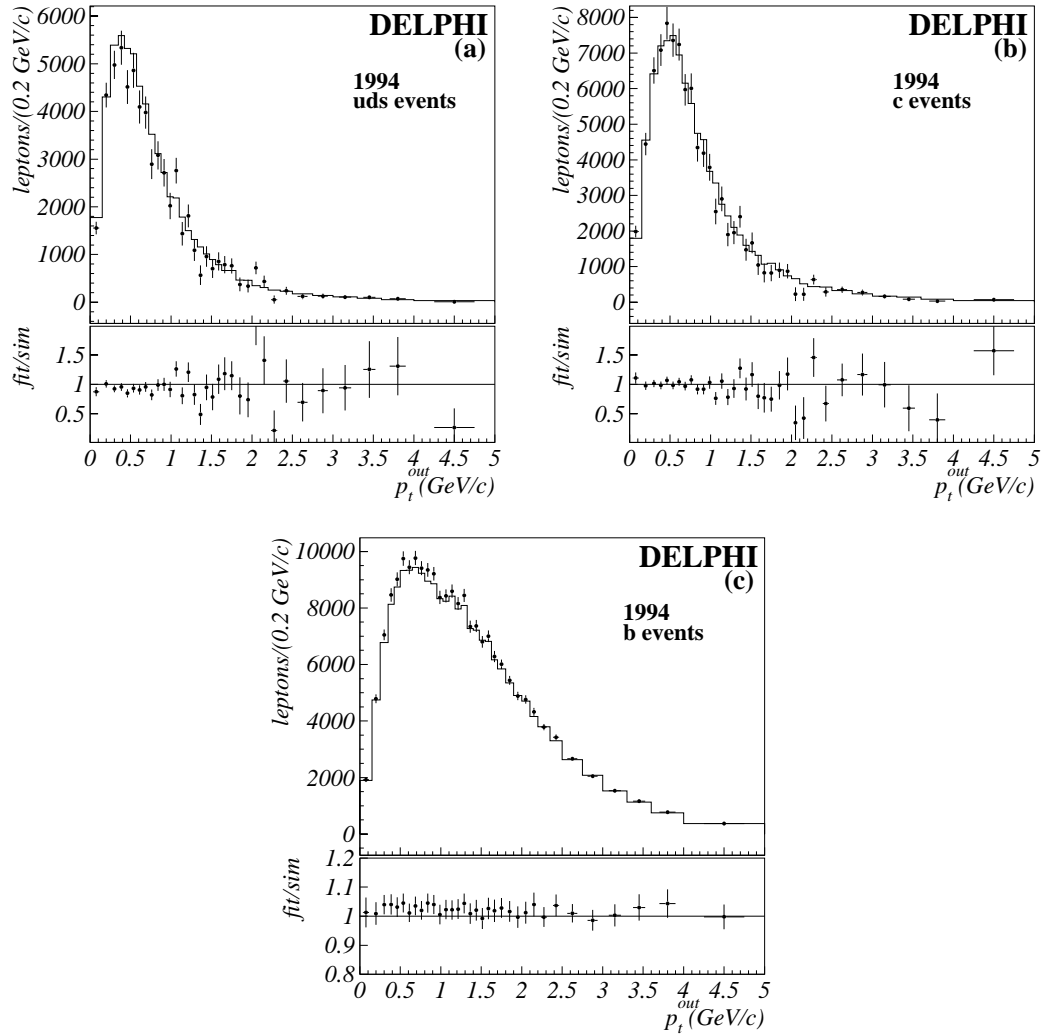 DELPHI
(a)
1994
uds events
leptons/(0.2 GeV/c)
6000
5000
4000
3000
2000
1000
0
fit/sim
1.5
1
0.5
0 0.5 1 1.5 2 2.5 3 3.5 4 4.5 5
p_t^out (GeV/c)
DELPHI
(b)
1994
c events
leptons/(0.2 GeV/c)
8000
7000
6000
5000
4000
3000
2000
1000
0
fit/sim
1.5
1
0.5
0 0.5 1 1.5 2 2.5 3 3.5 4 4.5 5
p_t^out (GeV/c)
DELPHI
(c)
1994
b events
leptons/(0.2 GeV/c)
10000
8000
6000
4000
2000
0
fit/sim
1.2
1.1
1
0.9
0.8
0 0.5 1 1.5 2 2.5 3 3.5 4 4.5 5
p_t^out (GeV/c)